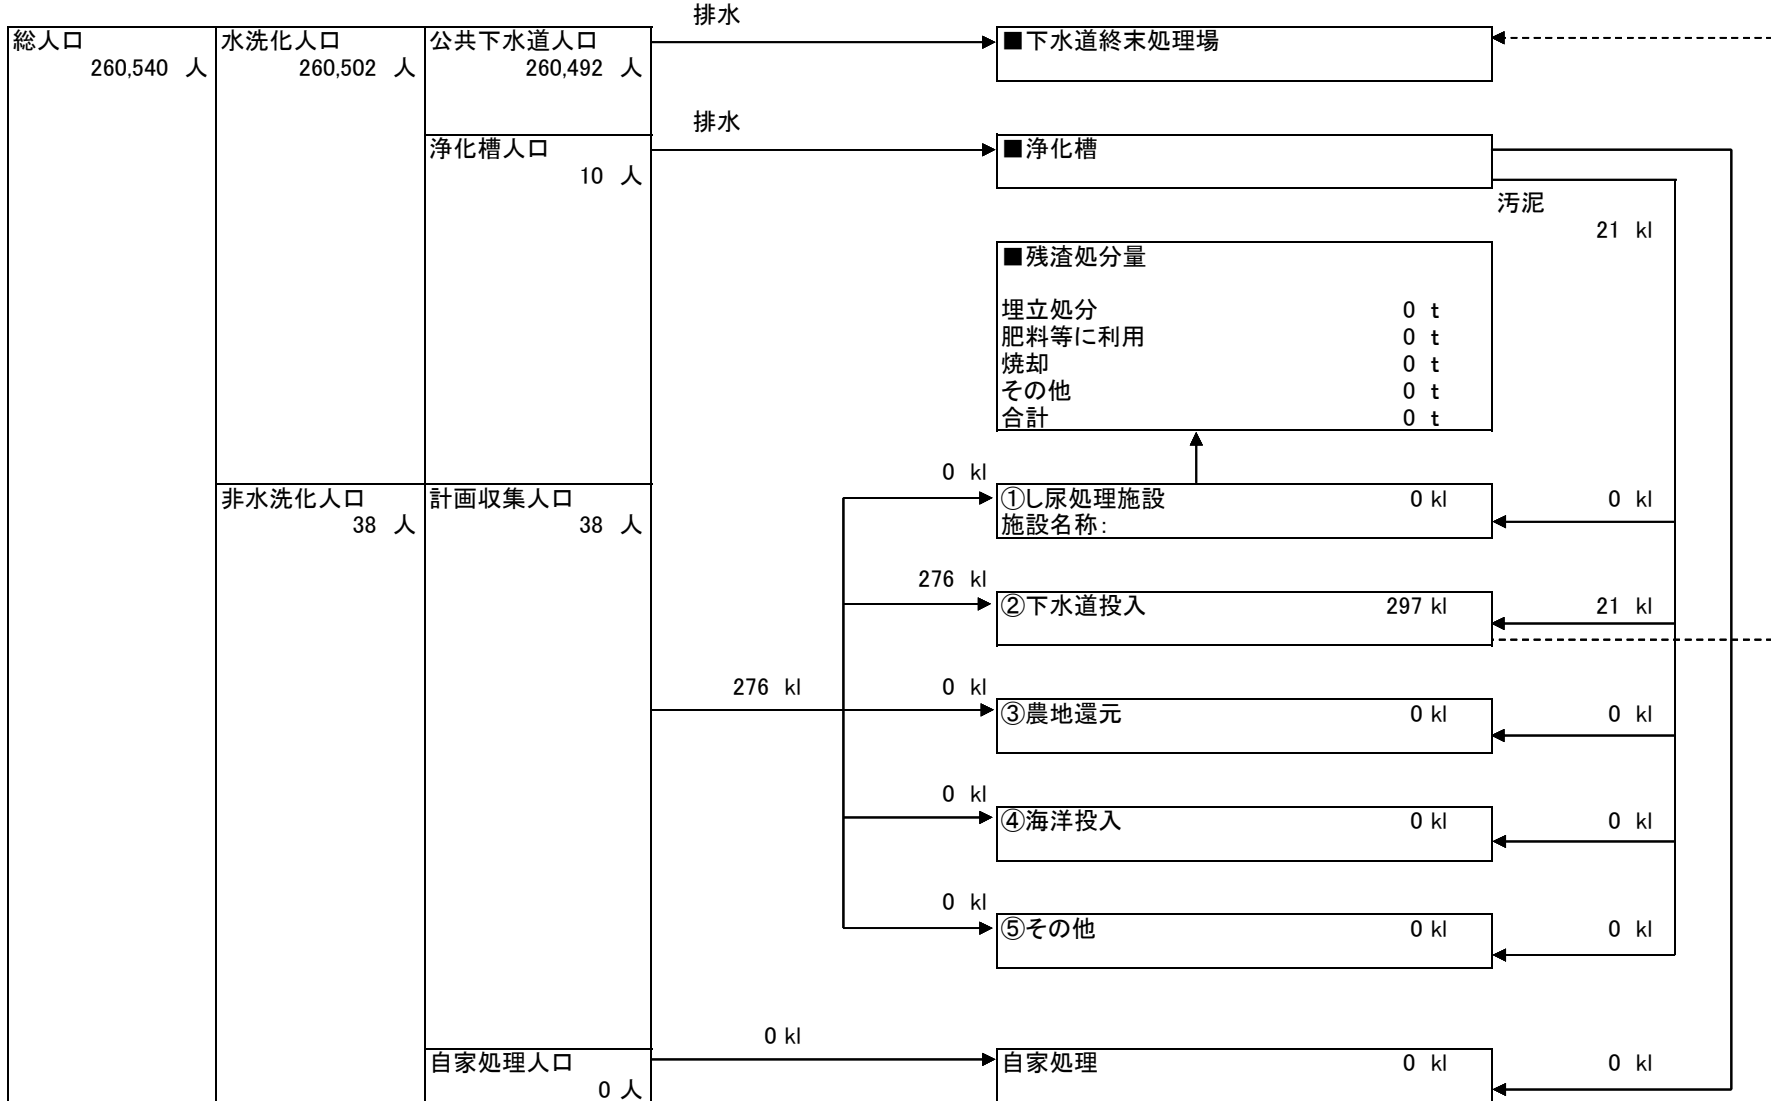 排水
総人口 水洗化人口 公共下水道人口 ■下水道終末処理場
260,540 人 260,502 人 260,492 人
排水
浄化槽人口 ■浄化槽
10 人
汚泥
21 kl
■残渣処分量
埋立処分 0 t
肥料等に利用 0 t
焼却 0 t
その他 0 t
合計 0 t
0 kl
非水洗化人口 計画収集人口 ①し尿処理施設 0 kl 0 kl
38 人 38 人 施設名称:
276 kl
②下水道投入 297 kl 21 kl
276 kl 0 kl
③農地還元 0 kl 0 kl
0 kl
④海洋投入 0 kl 0 kl
0 kl
⑤その他 0 kl 0 kl
0 kl
自家処理人口 自家処理 0 kl 0 kl
0 人